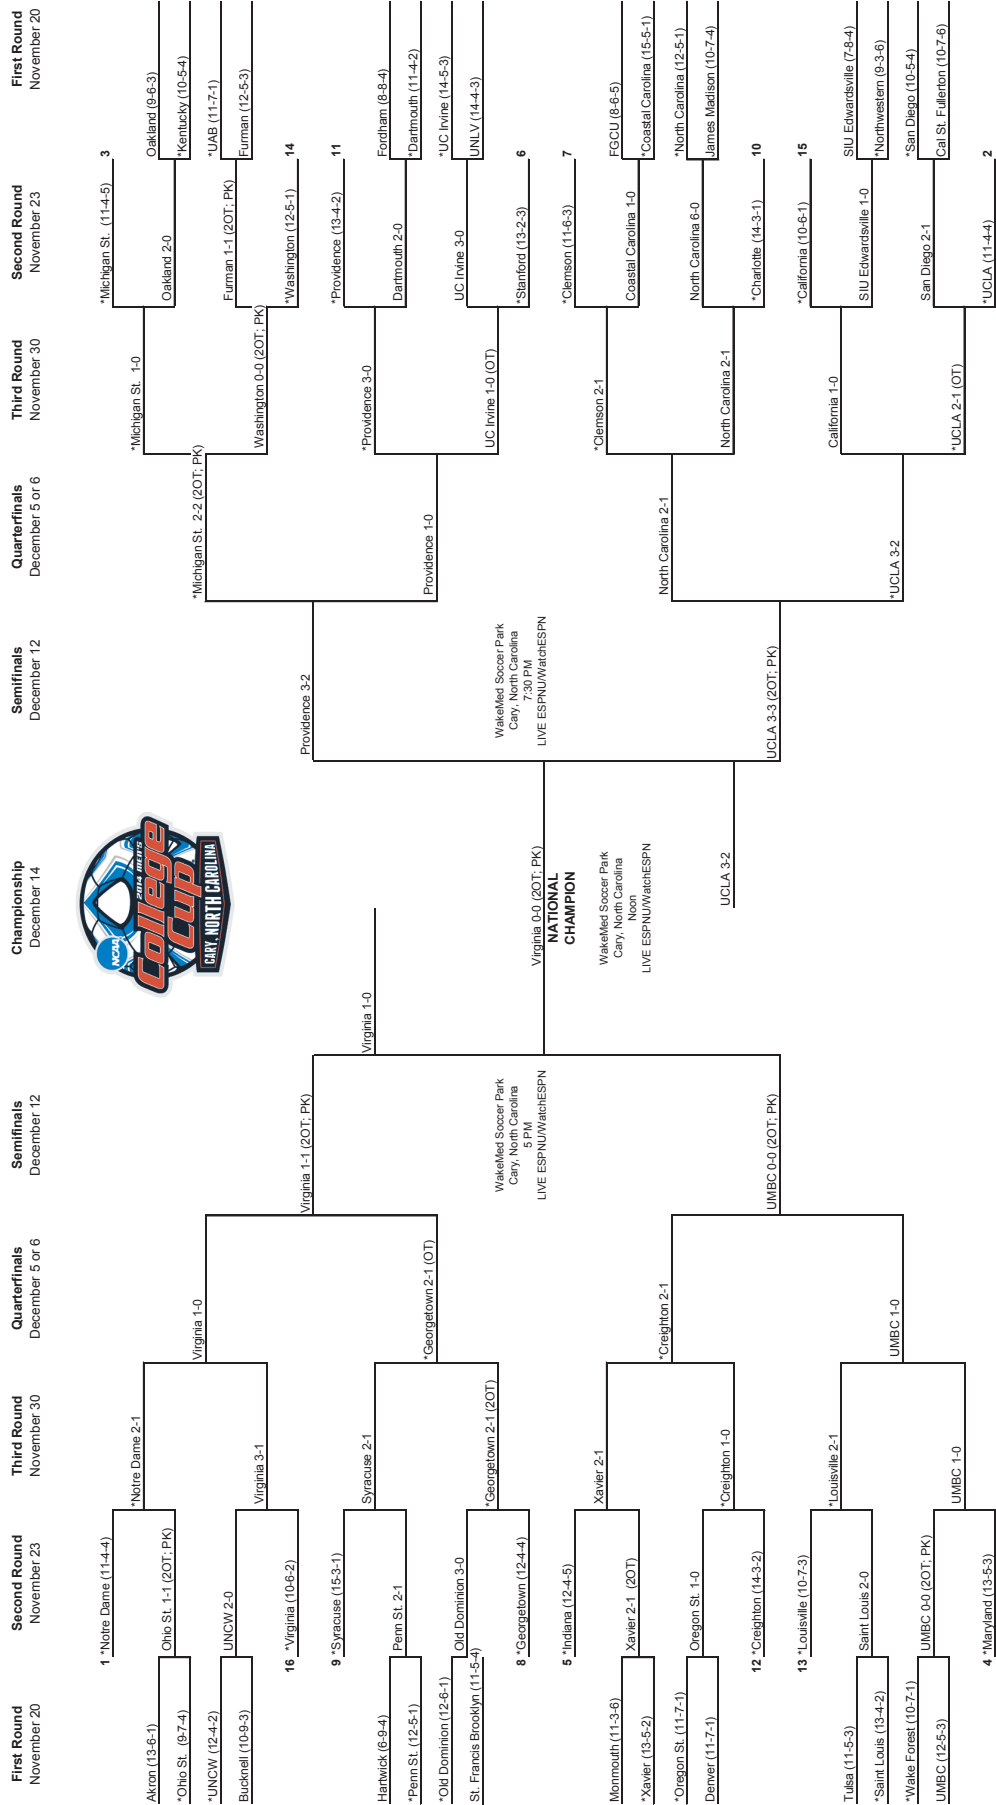 First Round
November 20
Second Round
November 23
Third Round
November 30
Quarterfinals
December 5 or 6
Semifinals
December 12
Championship
December 14
Semifinals
December 12
Quarterfinals
December 5 or 6
Third Round
November 30
Second Round
November 23
First Round
November 20
1 *Notre Dame (11-4-4)
Akron (13-6-1)
Ohio St. 1-1 (2OT; PK)
*Ohio St. (9-7-4)
*Notre Dame 2-1
*UNCW (12-4-2)
UNCW 2-0
Bucknell (10-9-3)
Virginia 3-1
16 *Virginia (10-6-2)
Virginia 1-0
9 *Syracuse (15-3-1)
Hartwick (6-9-4)
Penn St. 2-1
*Penn St. (12-5-1)
Syracuse 2-1
*Old Dominion (12-6-1)
Old Dominion 3-0
St. Francis Brooklyn (11-5-4)
*Georgetown 2-1 (2OT)
8 *Georgetown (12-4-4)
*Georgetown 2-1 (OT)
Virginia 1-1 (2OT; PK)
5 *Indiana (12-4-5)
Monmouth (11-3-6)
Xavier 2-1 (2OT)
*Xavier (13-5-2)
Xavier 2-1
*Oregon St. (11-7-1)
Oregon St. 1-0
Denver (11-7-1)
*Creighton 1-0
12 *Creighton (14-3-2)
*Creighton 2-1
13 *Louisville (10-7-3)
Tulsa (11-5-3)
Saint Louis 2-0
*Saint Louis (13-4-2)
*Louisville 2-1
*Wake Forest (10-7-1)
UMBC 0-0 (2OT; PK)
UMBC (12-5-3)
UMBC 1-0
4 *Maryland (13-5-3)
UMBC 1-0
UMBC 0-0 (2OT; PK)
WakeMed Soccer Park
Cary, North Carolina
5 PM
LIVE ESPNU/WatchESPN
Virginia 1-0
NCAA
2014 MEN'S
College
Cup
CARY, NORTH CAROLINA
Virginia 0-0 (2OT; PK)
NATIONAL
CHAMPION
WakeMed Soccer Park
Cary, North Carolina
Noon
LIVE ESPNU/WatchESPN
UCLA 3-2
Providence 3-2
WakeMed Soccer Park
Cary, North Carolina
7:30 PM
LIVE ESPNU/WatchESPN
UCLA 3-3 (2OT; PK)
*Michigan St. 2-2 (2OT; PK)
*Michigan St. 1-0
*Michigan St. (11-4-5)
3
Oakland (9-6-3)
Oakland 2-0
*Kentucky (10-5-4)
*UAB (11-7-1)
Furman 1-1 (2OT; PK)
Furman (12-5-3)
Washington 0-0 (2OT; PK)
*Washington (12-5-1)
14
Providence 1-0
*Providence 3-0
*Providence (13-4-2)
11
Fordham (8-8-4)
Dartmouth 2-0
*Dartmouth (11-4-2)
*UC Irvine (14-5-3)
UC Irvine 3-0
UNLV (14-4-3)
UC Irvine 1-0 (OT)
*Stanford (13-2-3)
6
North Carolina 2-1
*Clemson 2-1
*Clemson (11-6-3)
7
FGCU (8-6-5)
Coastal Carolina 1-0
*Coastal Carolina (15-5-1)
*North Carolina (12-5-1)
North Carolina 6-0
James Madison (10-7-4)
North Carolina 2-1
*Charlotte (14-3-1)
10
*UCLA 3-2
California 1-0
*California (10-6-1)
15
SIU Edwardsville (7-8-4)
SIU Edwardsville 1-0
*Northwestern (9-3-6)
*San Diego (10-5-4)
San Diego 2-1
Cal St. Fullerton (10-7-6)
*UCLA 2-1 (OT)
*UCLA (11-4-4)
2